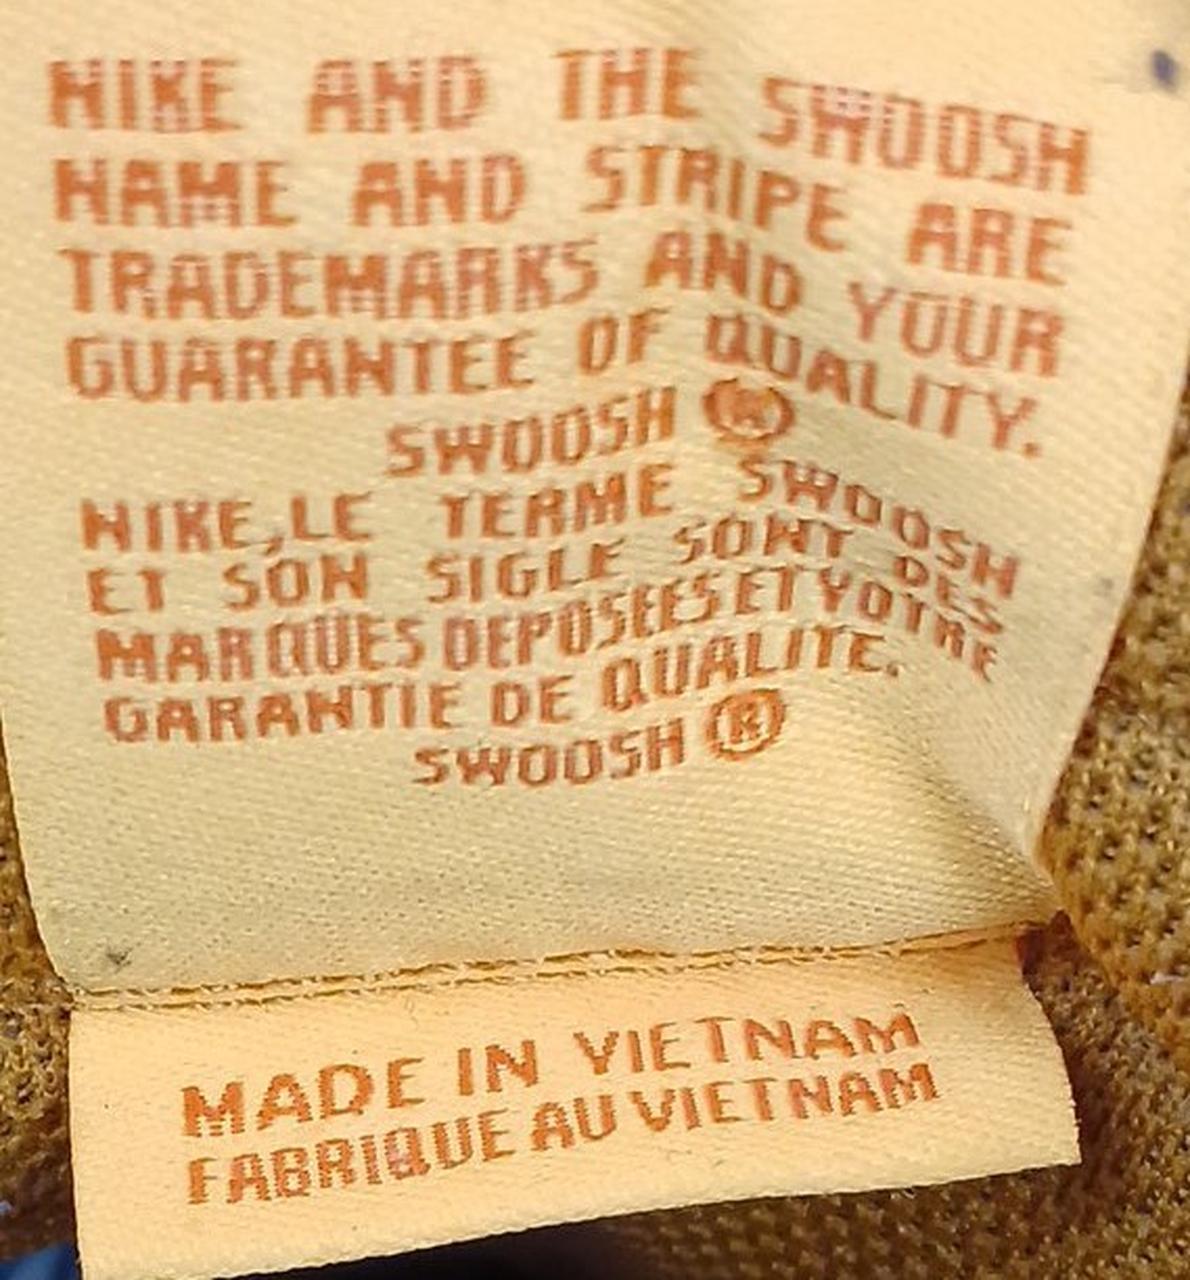 NIKE AND THE SWOOSH
NAME AND STRIPE ARE
TRADEMARKS AND YOUR
GUARANTEE OF QUALITY.
SWOOSH ®
NIKE,LE TERME SWOOSH
ET SON SIGLE SONT DES
MARQUES DEPOSEES ET VOTRE
GARANTIE DE QUALITE.
SWOOSH ®
MADE IN VIETNAM
FABRIQUE AU VIETNAM